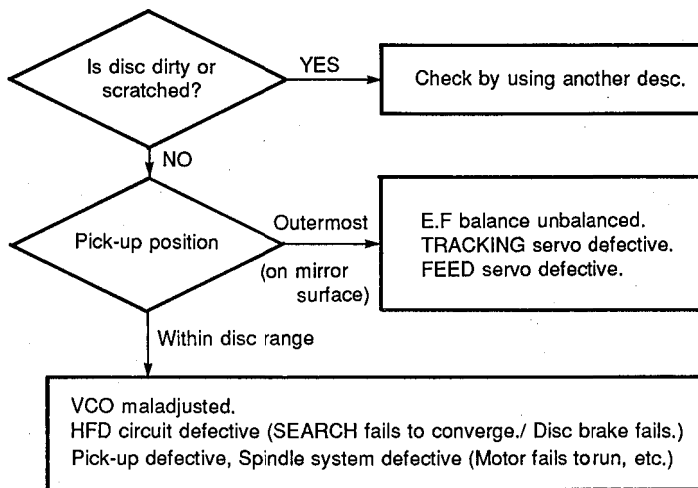 Is disc dirty or
scratched?
YES
Check by using another desc.
NO
Pick-up position
Outermost
(on mirror
surface)
E.F balance unbalanced.
TRACKING servo defective.
FEED servo defective.
Within disc range
VCO maladjusted.
HFD circuit defective (SEARCH fails to converge./ Disc brake fails.)
Pick-up defective, Spindle system defective (Motor fails torun, etc.)